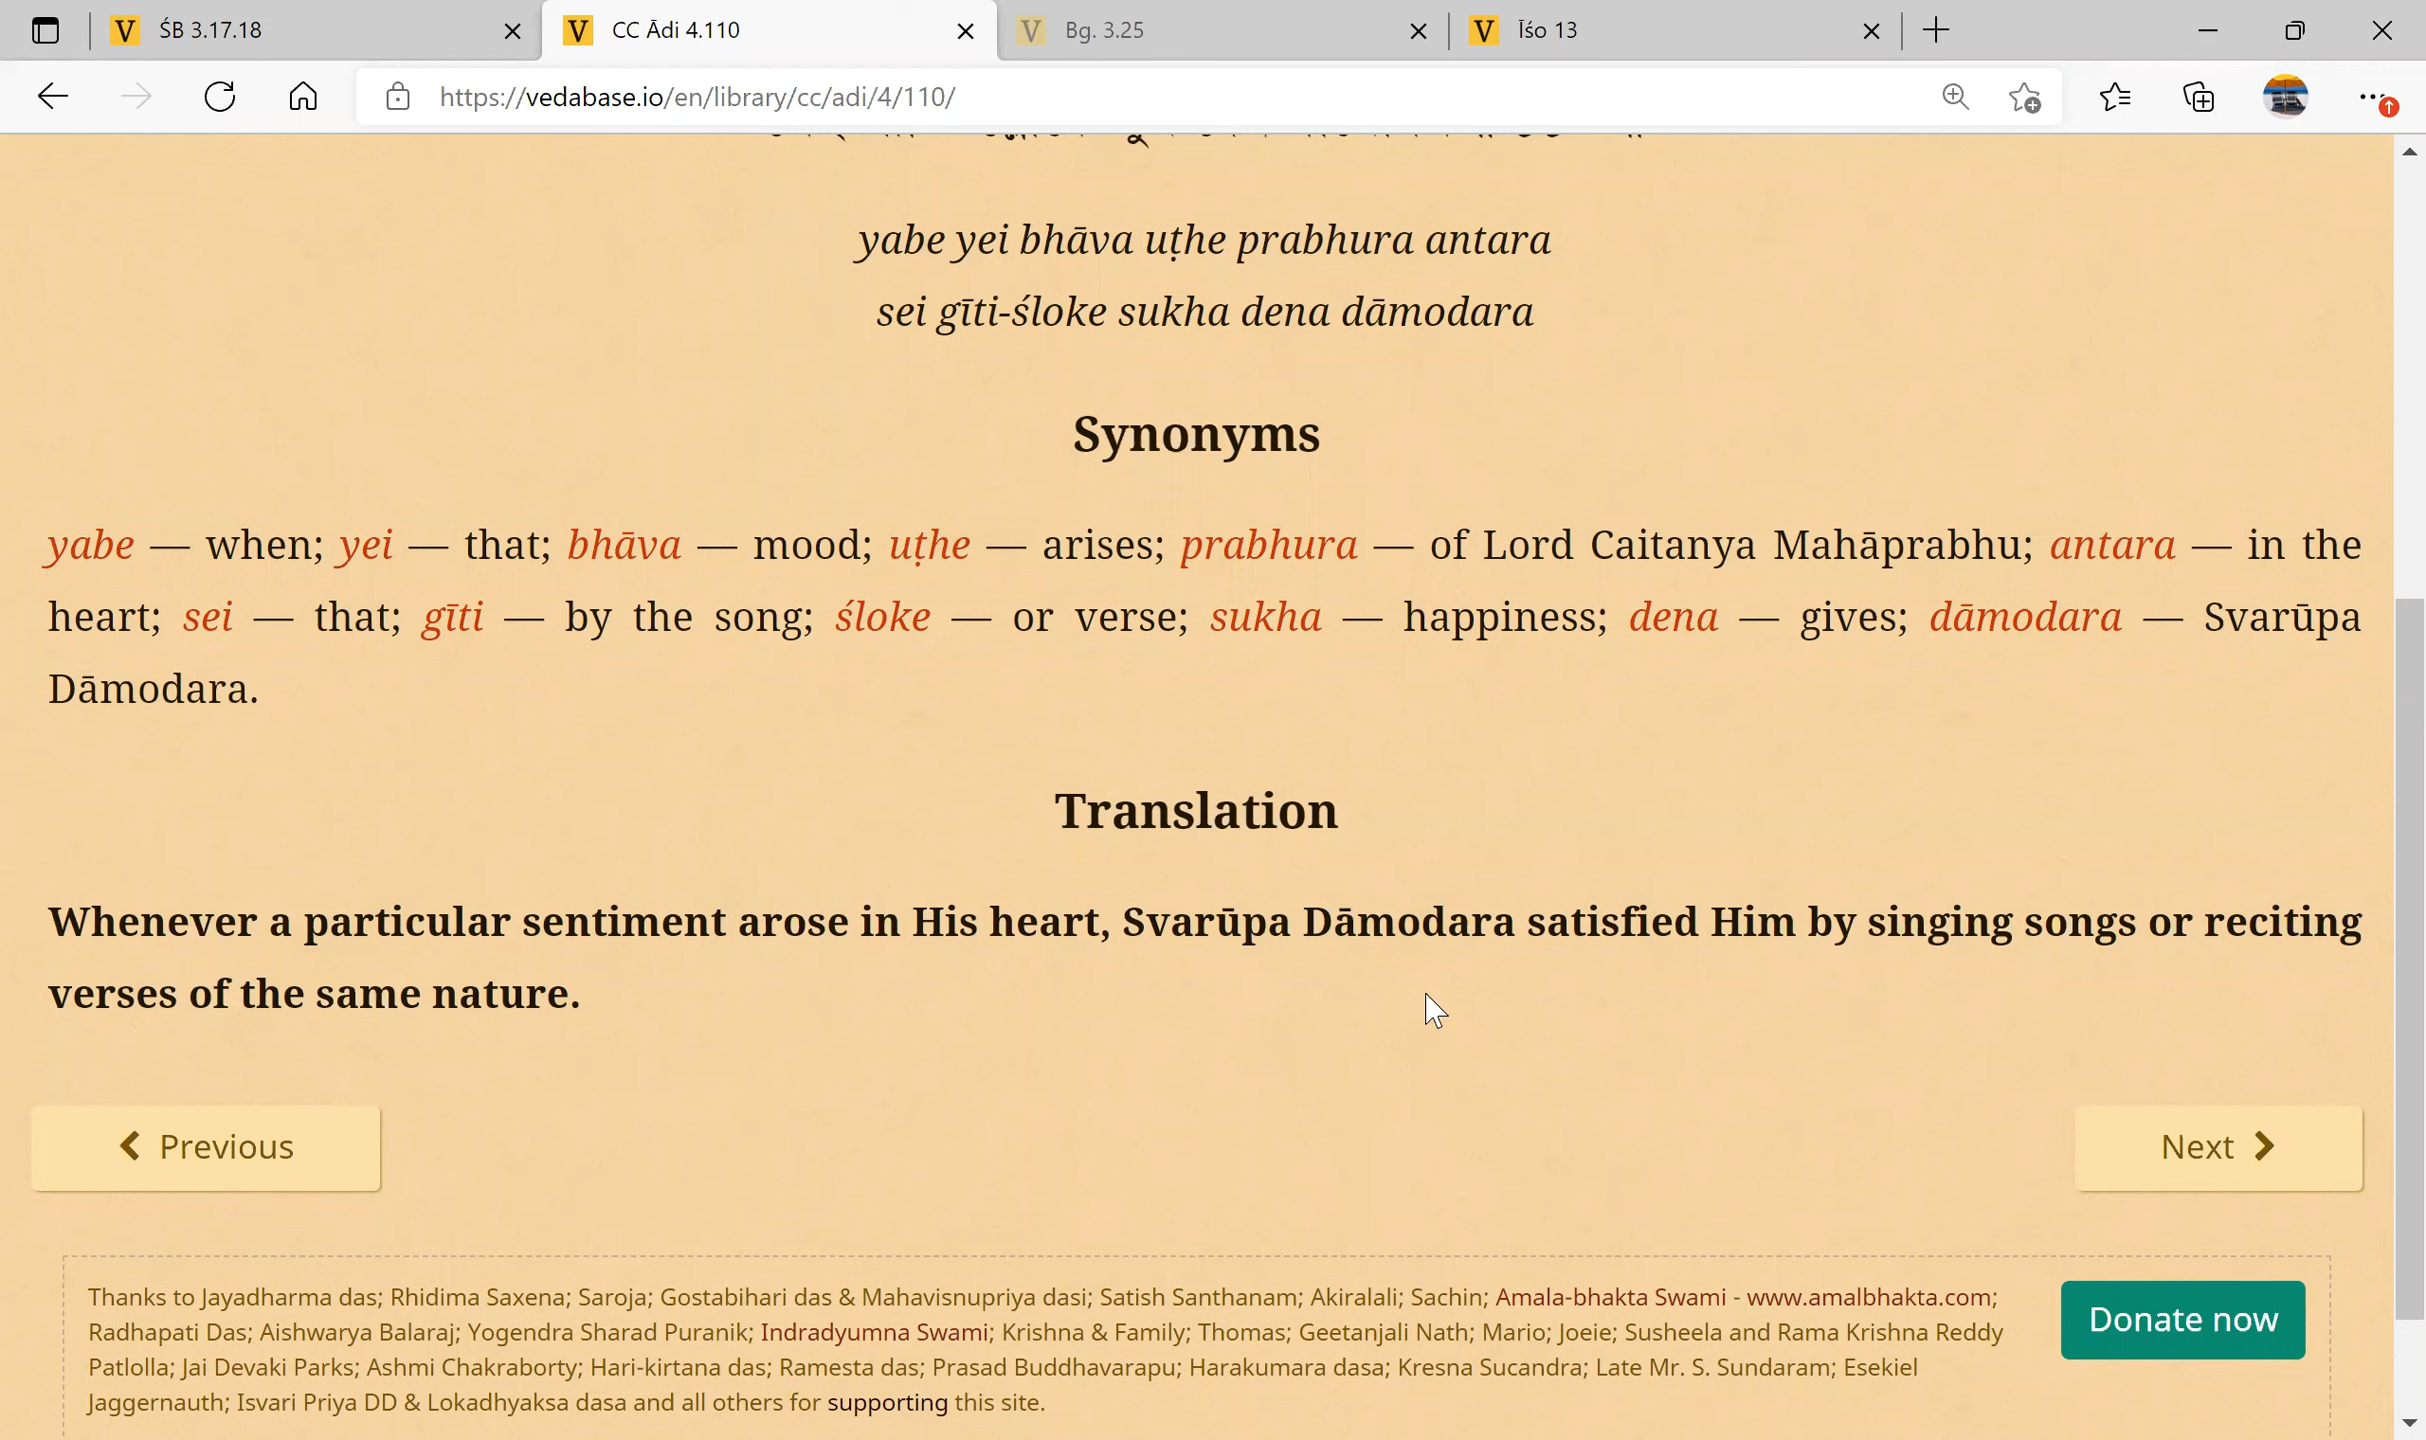 ŚB 3.17.18
CC Ādi 4.110
Bg. 3.25
Īśo 13
https://vedabase.io/en/library/cc/adi/4/110/
yabe yei bhāva uṭhe prabhura antara
sei gīti-śloke sukha dena dāmodara
Synonyms
yabe — when; yei — that; bhāva — mood; uṭhe — arises; prabhura — of Lord Caitanya Mahāprabhu; antara — in the
heart; sei — that; gīti — by the song; śloke — or verse; sukha — happiness; dena — gives; dāmodara — Svarūpa
Dāmodara.
Translation
Whenever a particular sentiment arose in His heart, Svarūpa Dāmodara satisfied Him by singing songs or reciting
verses of the same nature.
Previous
Next
Thanks to Jayadharma das; Rhidima Saxena; Saroja; Gostabihari das & Mahavisnupriya dasi; Satish Santhanam; Akiralali; Sachin; Amala-bhakta Swami - www.amalbhakta.com;
Radhapati Das; Aishwarya Balaraj; Yogendra Sharad Puranik; Indradyumna Swami; Krishna & Family; Thomas; Geetanjali Nath; Mario; Joeie; Susheela and Rama Krishna Reddy
Patlolla; Jai Devaki Parks; Ashmi Chakraborty; Hari-kirtana das; Ramesta das; Prasad Buddhavarapu; Harakumara dasa; Kresna Sucandra; Late Mr. S. Sundaram; Esekiel
Jaggernauth; Isvari Priya DD & Lokadhyaksa dasa and all others for supporting this site.
Donate now